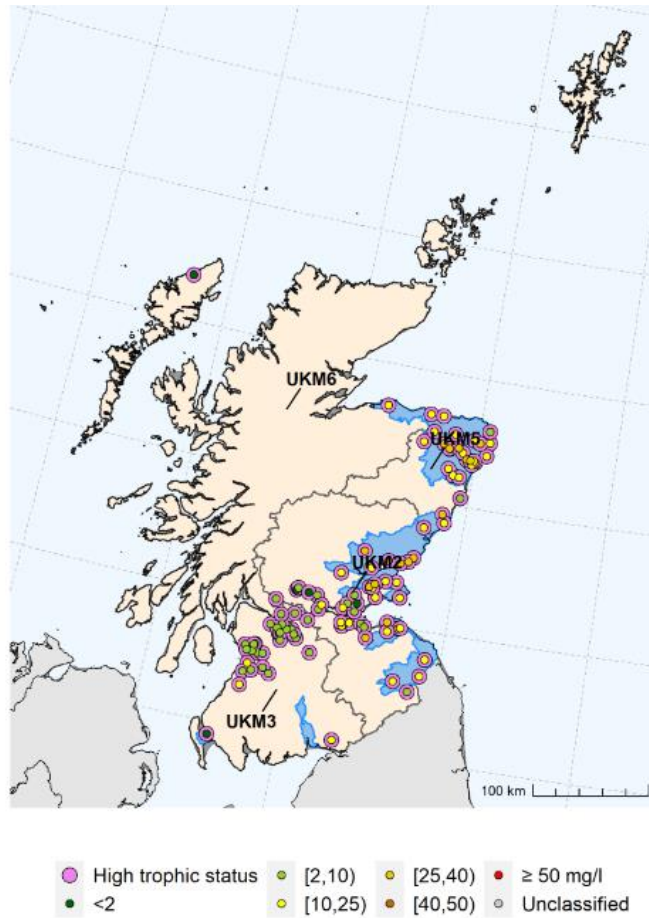 UKM6
UKM5
UKM2
UKM3
100 km
High trophic status [2,10) [25,40) ≥ 50 mg/l
<2 [10,25) [40,50) Unclassified